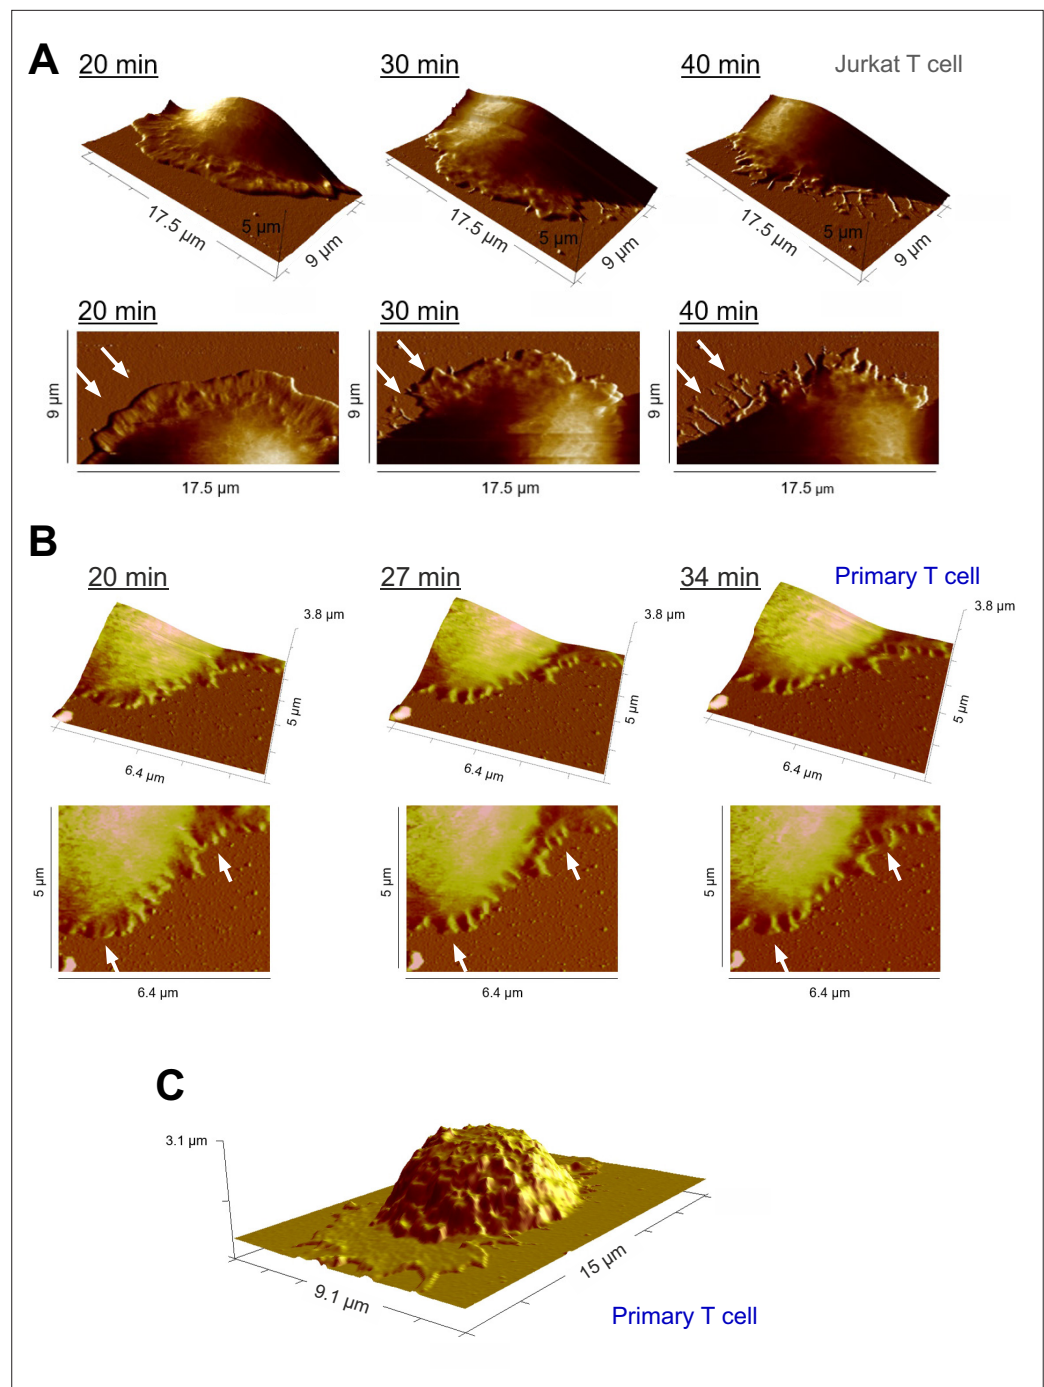 A
20 min
30 min
40 min
Jurkat T cell
17.5 µm
5 µm
9 µm
17.5 µm
5 µm
9 µm
17.5 µm
5 µm
9 µm
20 min
30 min
40 min
9 µm
9 µm
9 µm
17.5 µm
17.5 µm
17.5 µm
B
20 min
27 min
34 min
Primary T cell
3.8 µm
3.8 µm
3.8 µm
5 µm
5 µm
5 µm
6.4 µm
6.4 µm
6.4 µm
5 µm
5 µm
5 µm
6.4 µm
6.4 µm
6.4 µm
C
3.1 µm
9.1 µm
15 µm
Primary T cell